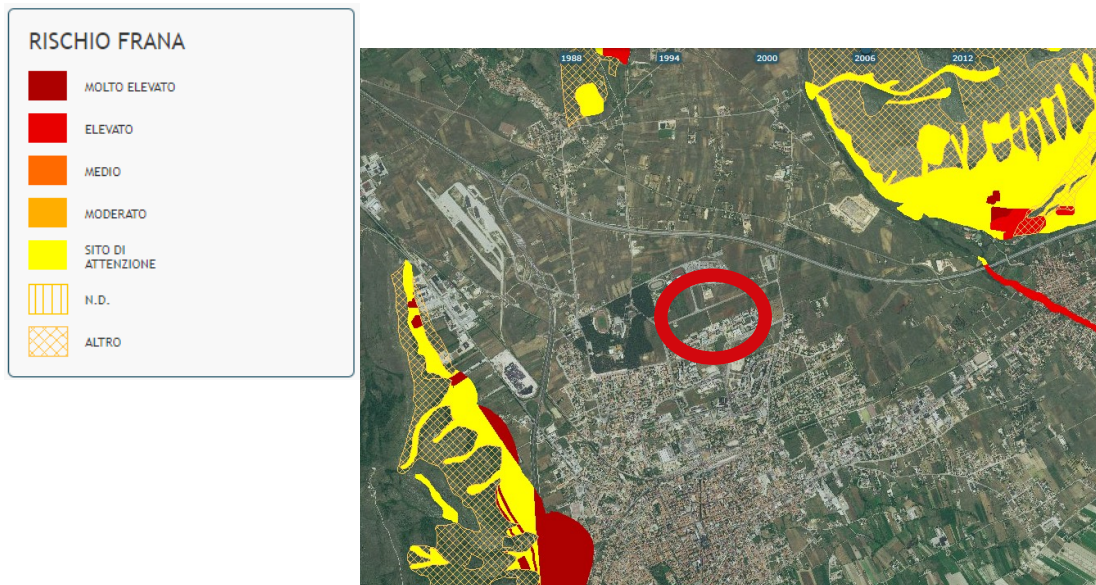 RISCHIO FRANA
MOLTO ELEVATO
ELEVATO
MEDIO
MODERATO
SITO DI
ATTENZIONE
N.D.
ALTRO
1988 1994 2000 2006 2012